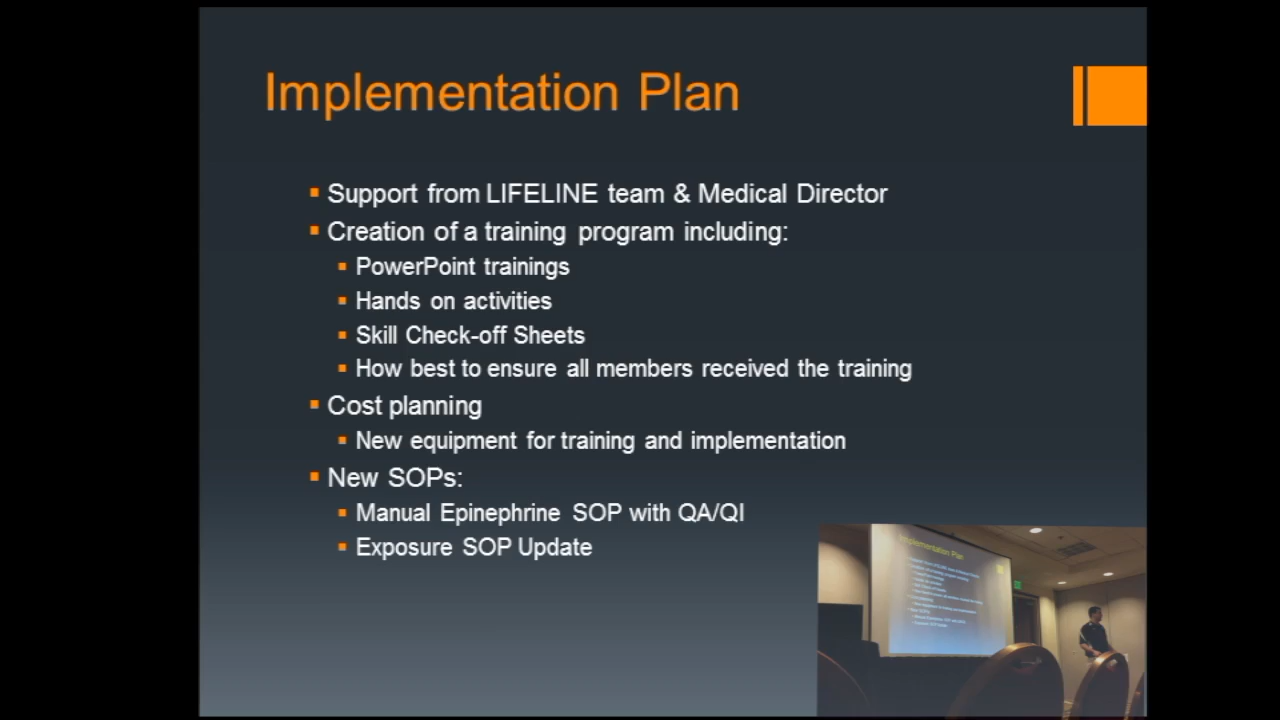 Implementation Plan
Support from LIFELINE team & Medical Director
Creation of a training program including:
PowerPoint trainings
Hands on activities
Skill Check-off Sheets
How best to ensure all members received the training
Cost planning
New equipment for training and implementation
New SOPs:
Manual Epinephrine SOP with QA/QI
Exposure SOP Update
Implementation Plan